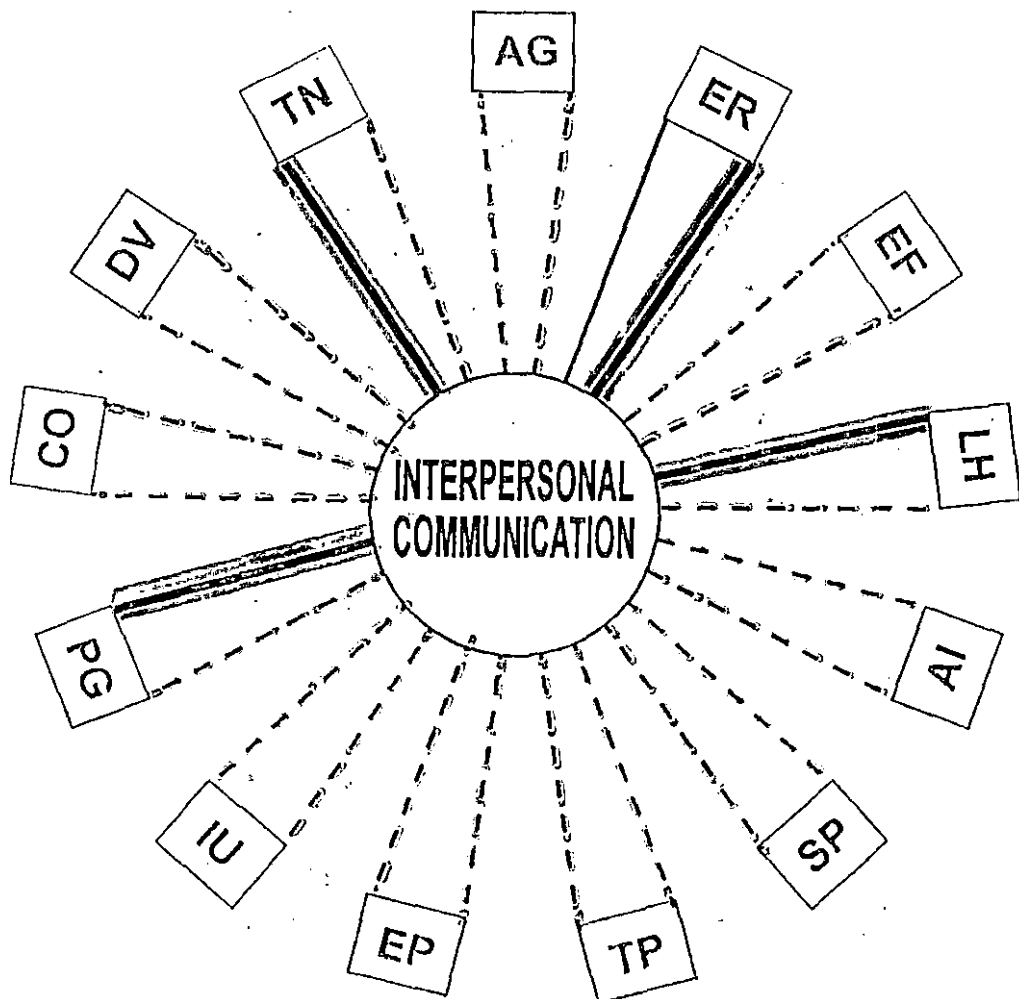 AG
ER
EF
LH
AI
SP
TP
EP
IU
PG
CO
DV
TN
INTERPERSONAL
COMMUNICATION